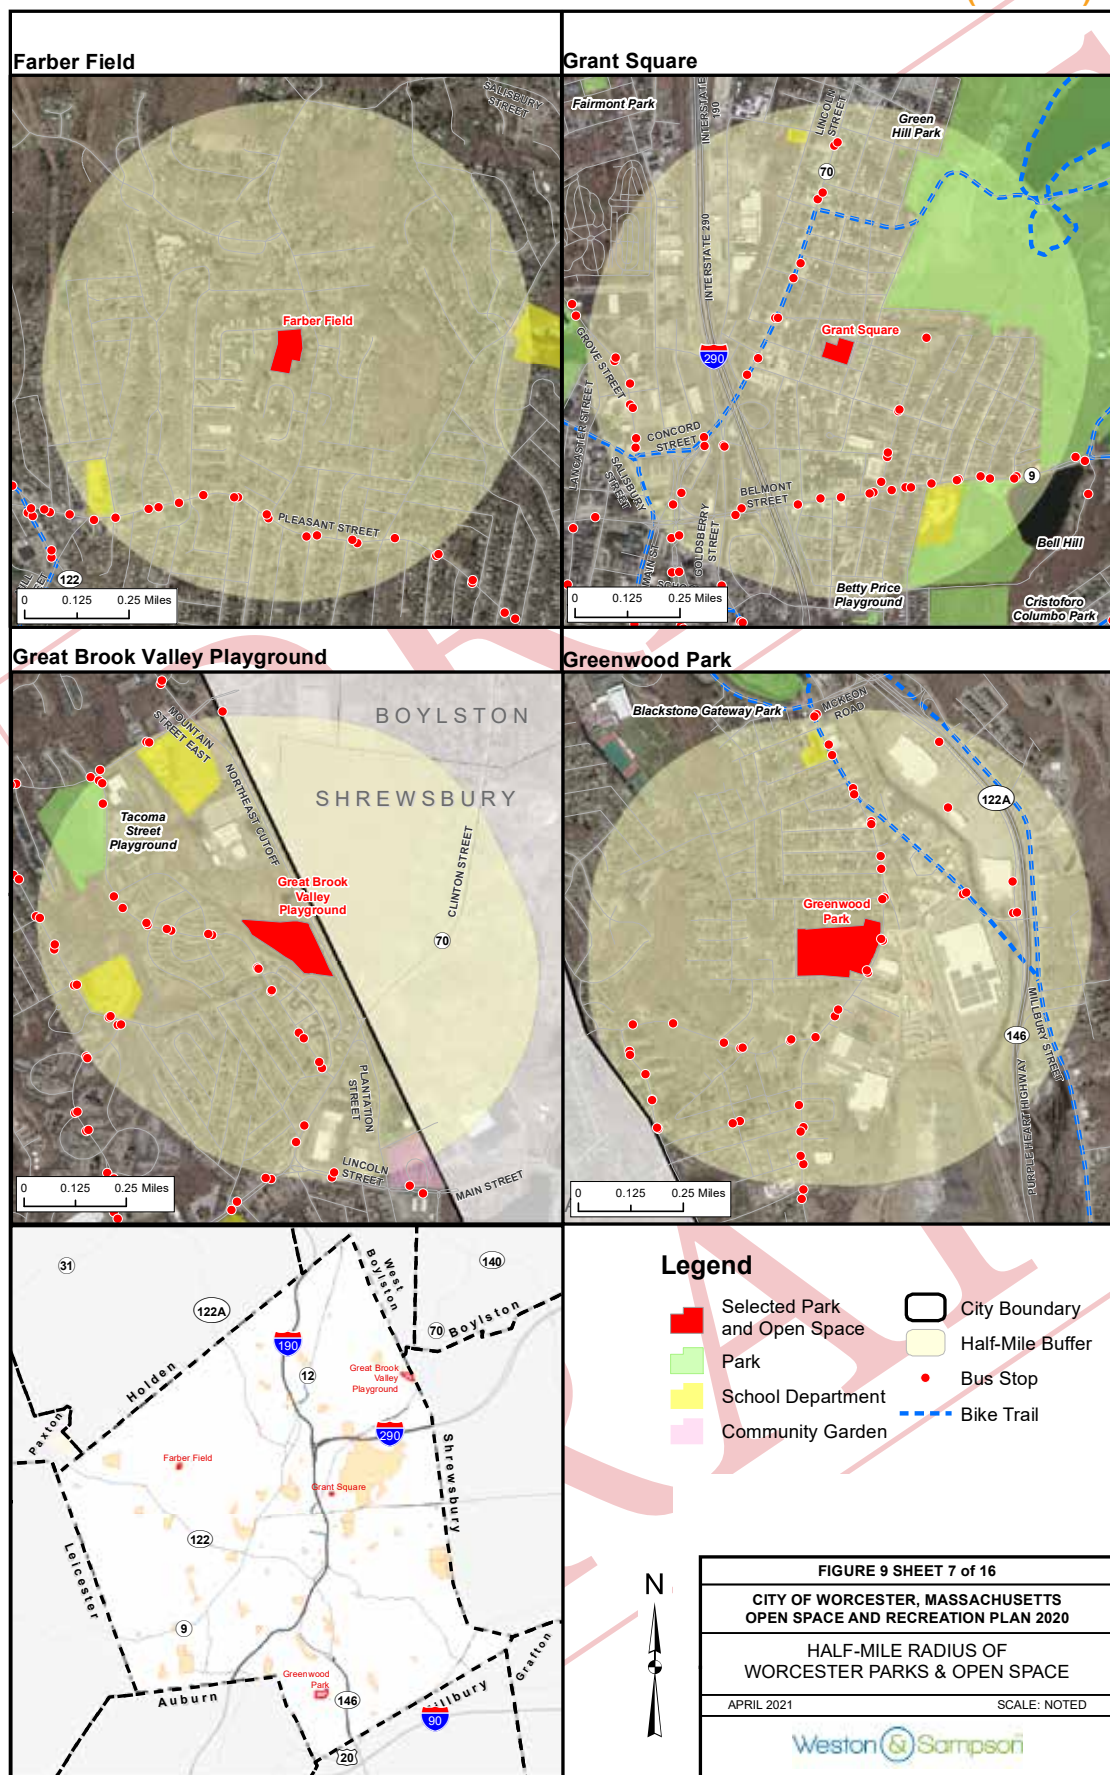 Farber Field
SALISBURY
STREET
Farber Field
PLEASANT STREET
122
0 0.125 0.25 Miles
Grant Square
Fairmont Park
INTERSTATE
190
LINCOLN
STREET
Green
Hill Park
70
INTERSTATE 290
Grant Square
290
GROVE STREET
LANCASTER STREET
CONCORD
STREET
SALISBURY
STREET
BELMONT
STREET
9
GOLDSBERRY
STREET
MAIN ST
Bell Hill
Betty Price
Playground
Cristoforo
Columbo Park
0 0.125 0.25 Miles
Great Brook Valley Playground
MOUNTAIN
STREET EAST
BOYLSTON
NORTHEAST CUTOFF
SHREWSBURY
Tacoma
Street
Playground
CLINTON STREET
Great Brook
Valley
Playground
70
PLANTATION
STREET
LINCOLN
STREET
MAIN STREET
0 0.125 0.25 Miles
Greenwood Park
Blackstone Gateway Park
MCKEON
ROAD
122A
Greenwood
Park
MILLBURY STREET
146
PURPLE HEART HIGHWAY
0 0.125 0.25 Miles
31
140
West
Boylston
122A
70
Boylston
190
Holden
12
Great Brook
Valley
Playground
Paxton
290
Farber Field
Shrewsbury
Grant Square
122
Leicester
9
Grafton
Greenwood
Park
Auburn
146
90
20
Legend
Selected Park
and Open Space
Park
School Department
Community Garden
City Boundary
Half-Mile Buffer
Bus Stop
Bike Trail
N
FIGURE 9 SHEET 7 of 16
CITY OF WORCESTER, MASSACHUSETTS
OPEN SPACE AND RECREATION PLAN 2020
HALF-MILE RADIUS OF
WORCESTER PARKS & OPEN SPACE
APRIL 2021 SCALE: NOTED
Weston & Sampson